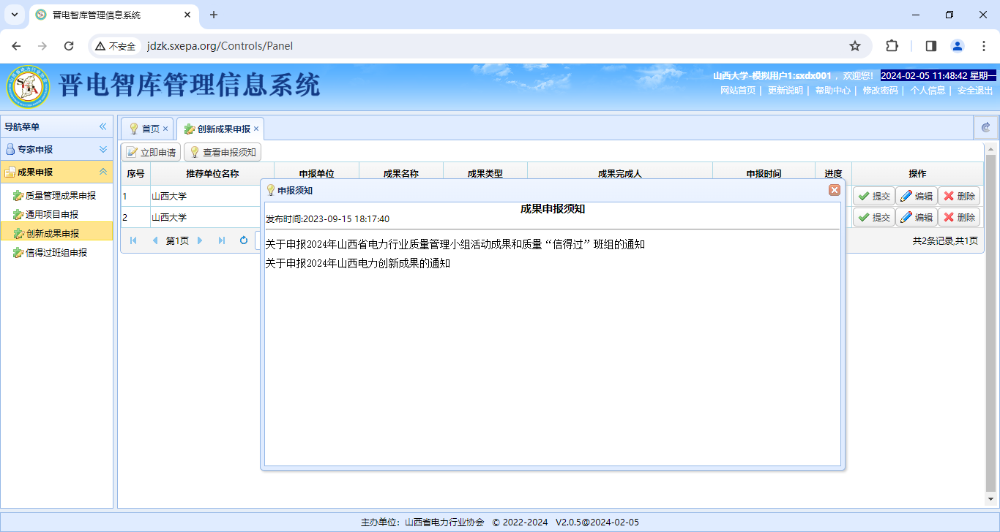 晋电智库管理信息系统
不安全 jdzk.sxepa.org/Controls/Panel
晋电智库管理信息系统
山西大学-模拟用户1:sxdx001 ，欢迎您！ 2024-02-05 11:48:42 星期一
网站首页 | 更新说明 | 帮助中心 | 修改密码 | 个人信息 | 安全退出
导航菜单
首页 创新成果申报
专家申报
立即申请 查看申报须知
成果申报
序号 推荐单位名称 申报单位 成果名称 成果类型 成果完成人 申报时间 进度 操作
质量管理成果申报
通用项目申报
创新成果申报
信得过班组申报
1 山西大学 提交 编辑 删除
2 山西大学 提交 编辑 删除
第1页 共2条记录,共1页
申报须知
成果申报须知
发布时间:2023-09-15 18:17:40
关于申报2024年山西省电力行业质量管理小组活动成果和质量“信得过”班组的通知
关于申报2024年山西电力创新成果的通知
主办单位：山西省电力行业协会 © 2022-2024 V2.0.5@2024-02-05